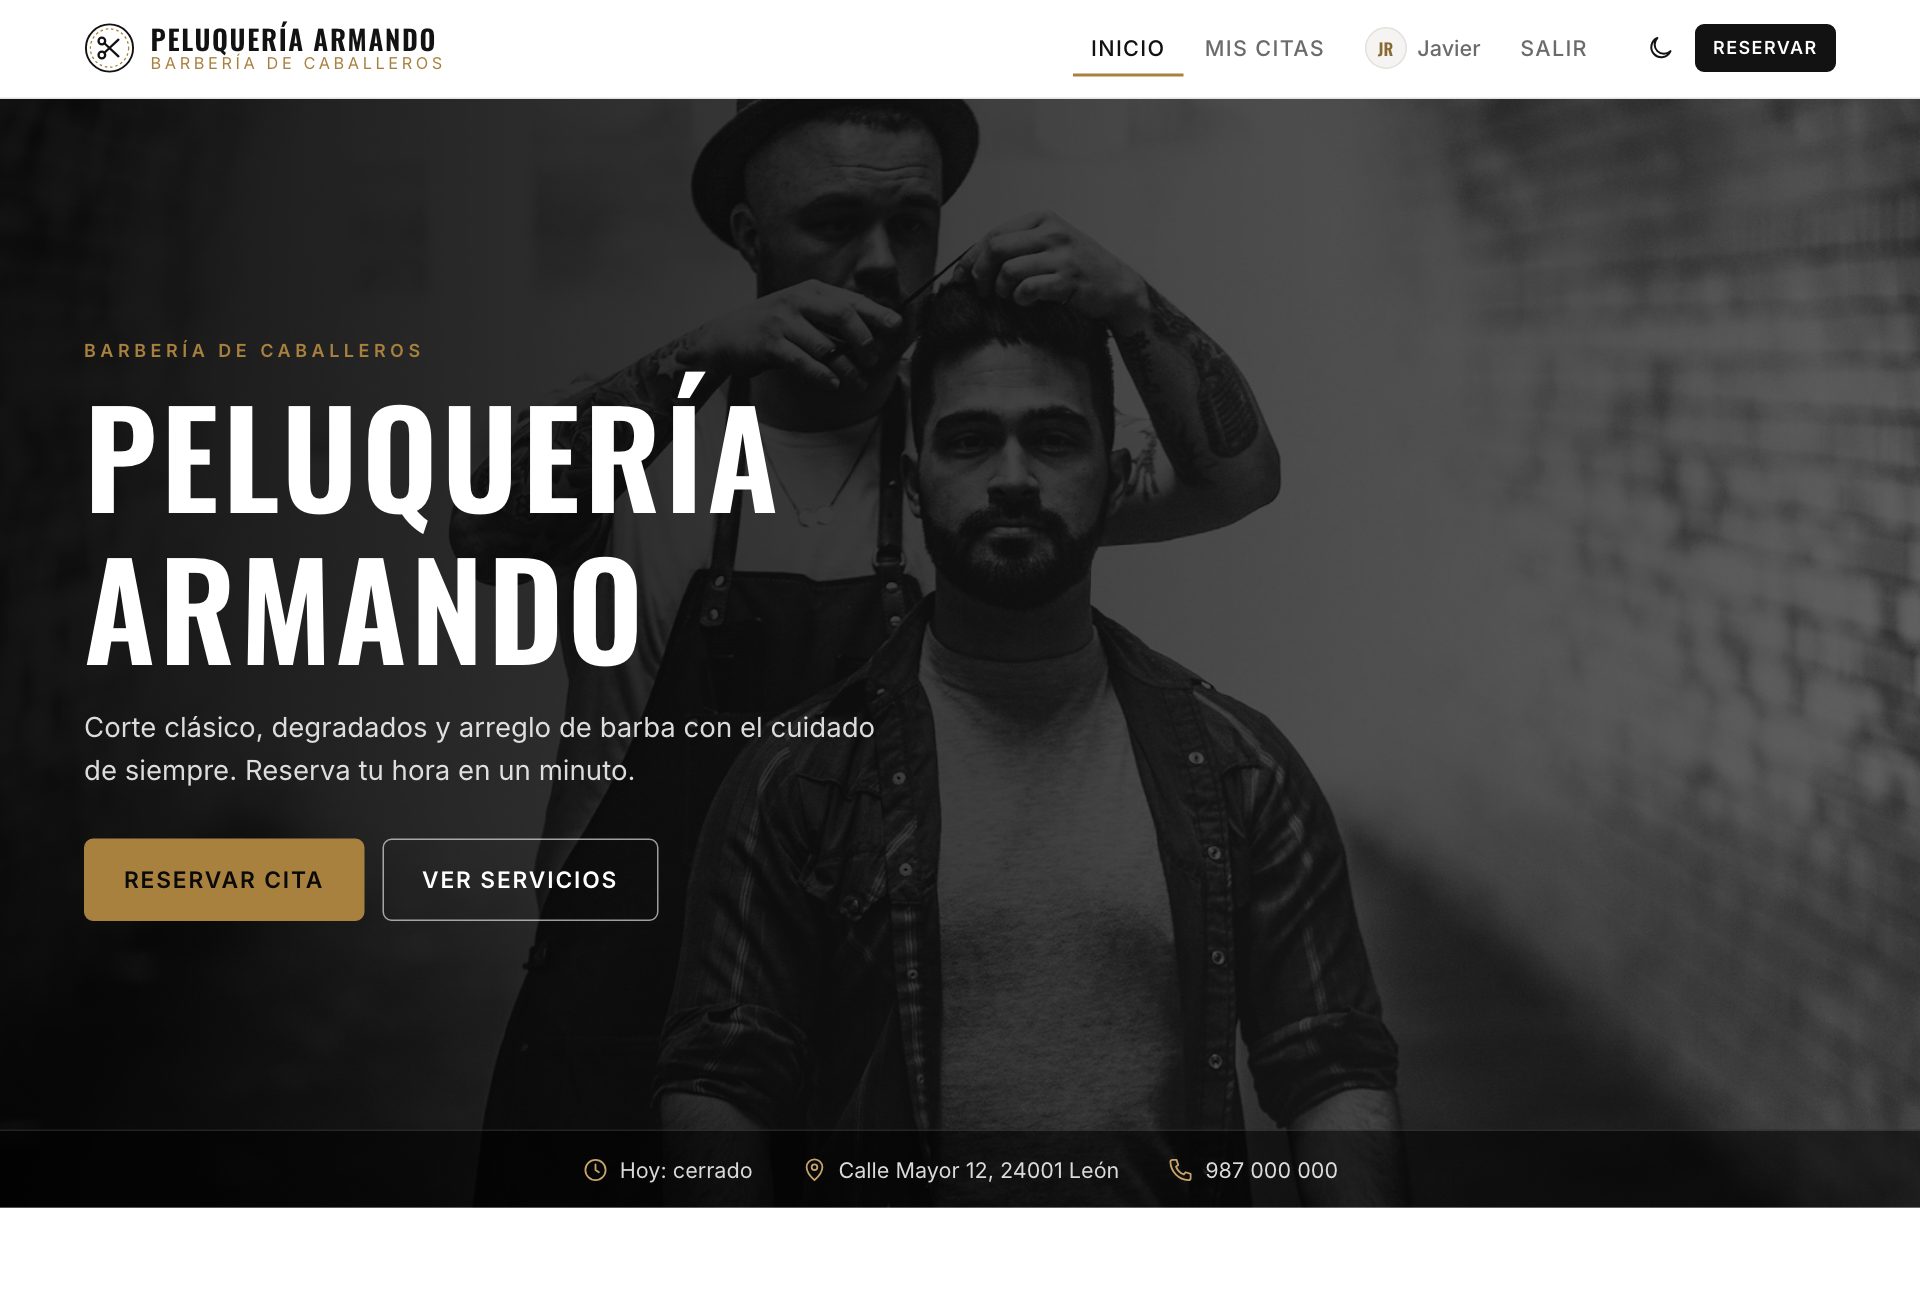 PELUQUERÍA ARMANDO
BARBERÍA DE CABALLEROS
INICIO
MIS CITAS
JR
Javier
SALIR
RESERVAR
BARBERÍA DE CABALLEROS
PELUQUERÍA
ARMANDO
Corte clásico, degradados y arreglo de barba con el cuidado
de siempre. Reserva tu hora en un minuto.
RESERVAR CITA
VER SERVICIOS
Hoy: cerrado
Calle Mayor 12, 24001 León
987 000 000